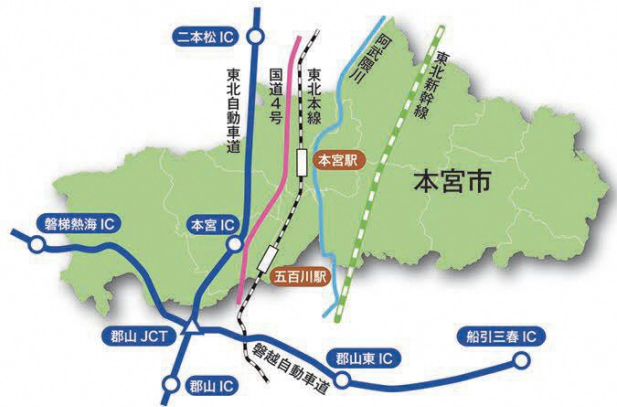 二本松 IC
東北自動車道
国道4号
東北本線
阿武隈川
東北新幹線
本宮駅
本宮市
磐梯熱海 IC
本宮 IC
五百川駅
郡山 JCT
磐越自動車道
郡山東 IC
船引三春 IC
郡山 IC